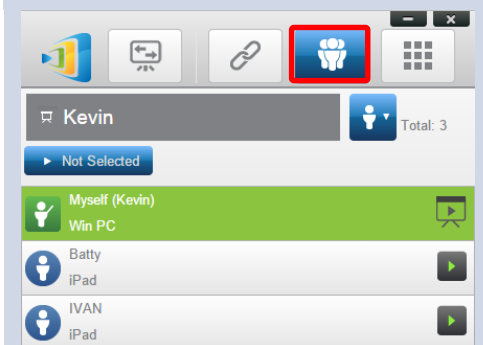 Kevin
Total: 3
Not Selected
Myself (Kevin)
Win PC
Batty
iPad
IVAN
iPad